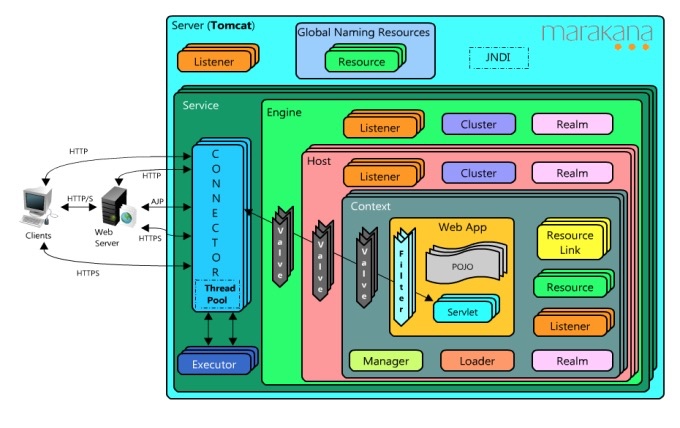 Server (Tomcat)
Global Naming Resources
marakana
Listener
Resource
JNDI
Service
Engine
Listener
Cluster
Realm
Host
Listener
Cluster
Realm
Context
Web App
POJO
Servlet
Filter
Valve
Valve
Valve
Resource
Link
Resource
Listener
Manager
Loader
Realm
CONNECTOR
Thread
Pool
Executor
HTTP
HTTP
HTTP/S
AJP
HTTPS
HTTPS
Clients
Web
Server